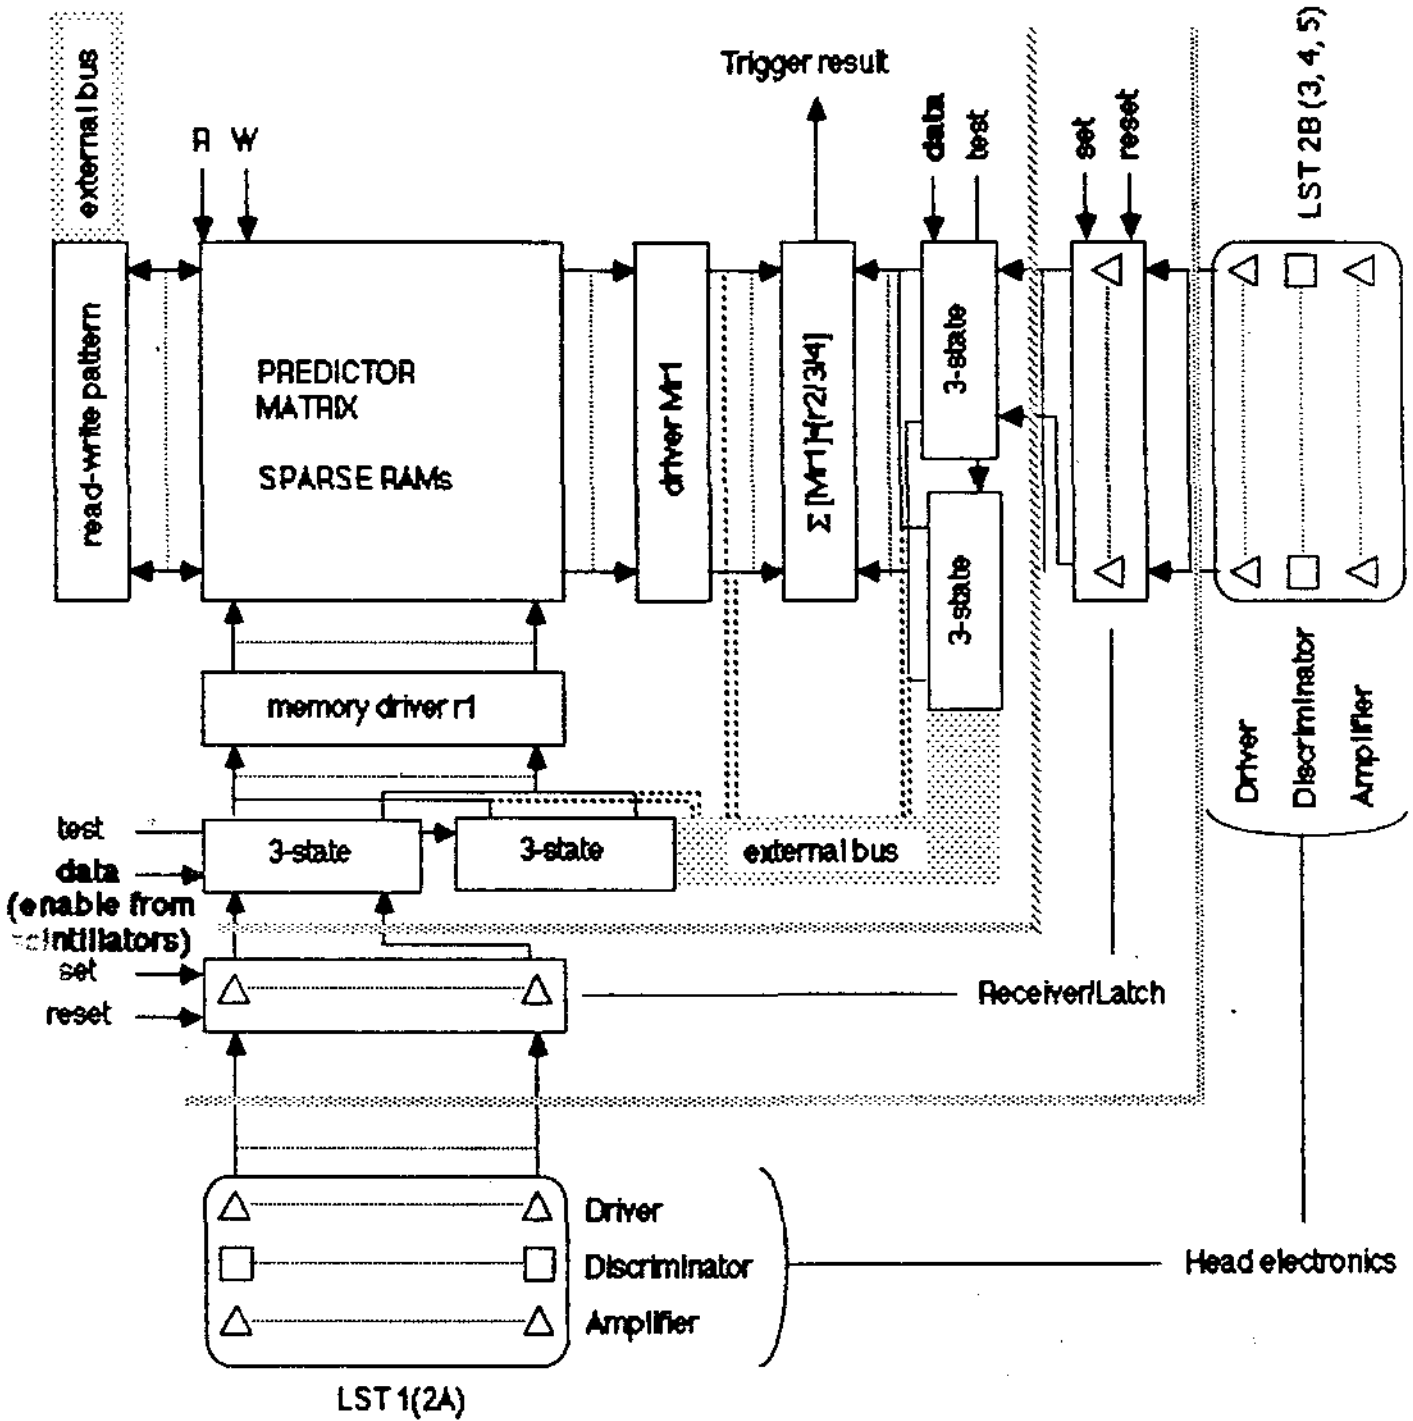 external bus
R W
Trigger result
data
test
set
reset
LST 2B (3, 4, 5)
read-write pattern
PREDICTOR
MATRIX
SPARSE RAMs
driver Mr1
Σ [Mr1]·[r2/3/4]
3-state
3-state
memory driver r1
Driver
Discriminator
Amplifier
test
data
(enable from
scintillators)
3-state
3-state
external bus
set
reset
Receiver/Latch
Driver
Discriminator
Amplifier
Head electronics
LST 1(2A)